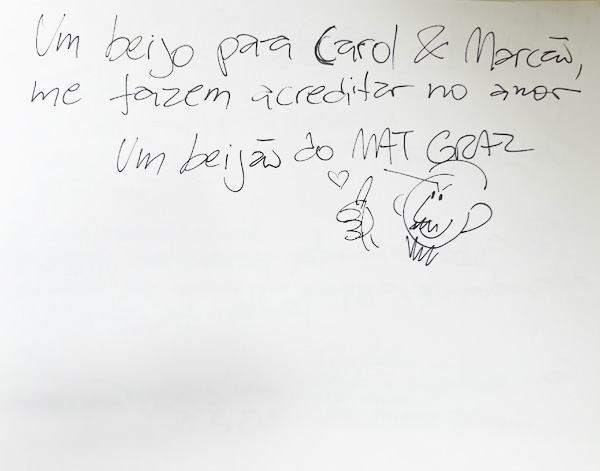 Um beijo para Carol & Marcão,
me fazem acreditar no amor
Um beijão do MAT GRAZ